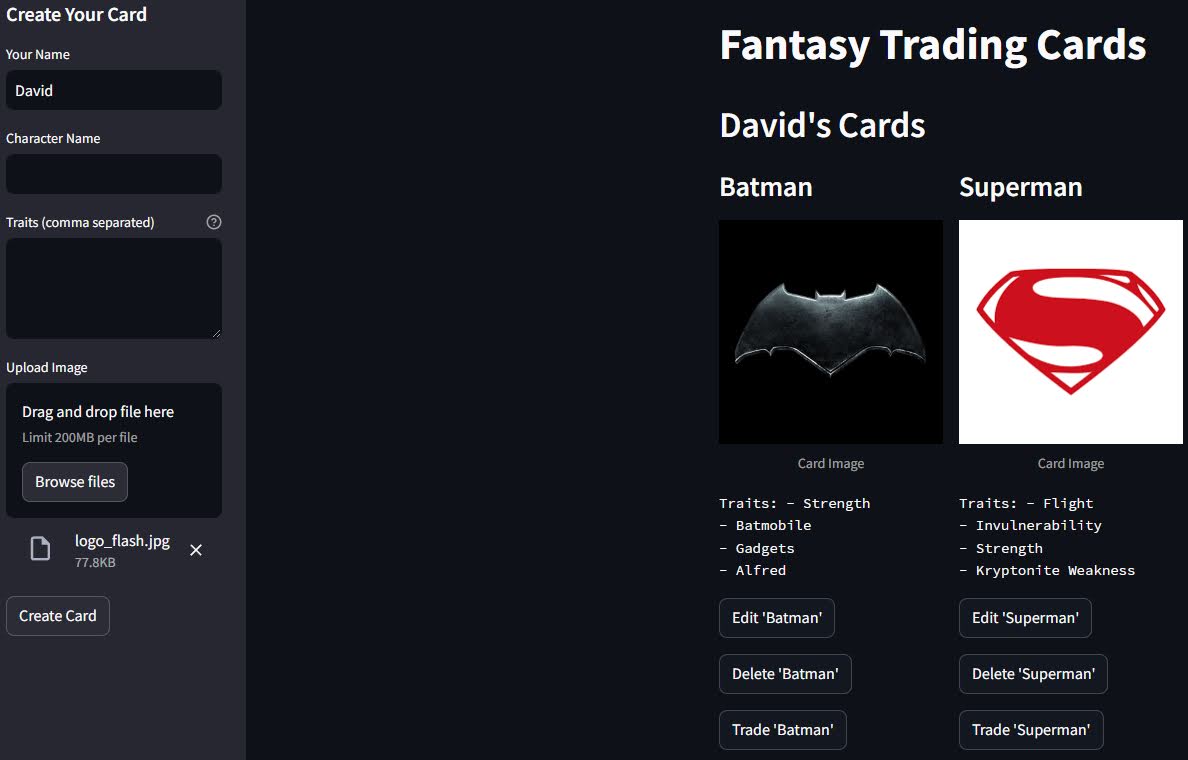 Create Your Card
Your Name
David
Character Name
Traits (comma separated)
?
Upload Image
Drag and drop file here
Limit 200MB per file
Browse files
logo_flash.jpg
77.8KB
Create Card
Fantasy Trading Cards
David's Cards
Batman
Card Image
Traits: - Strength
- Batmobile
- Gadgets
- Alfred
Edit 'Batman'
Delete 'Batman'
Trade 'Batman'
Superman
S
Card Image
Traits: - Flight
- Invulnerability
- Strength
- Kryptonite Weakness
Edit 'Superman'
Delete 'Superman'
Trade 'Superman'